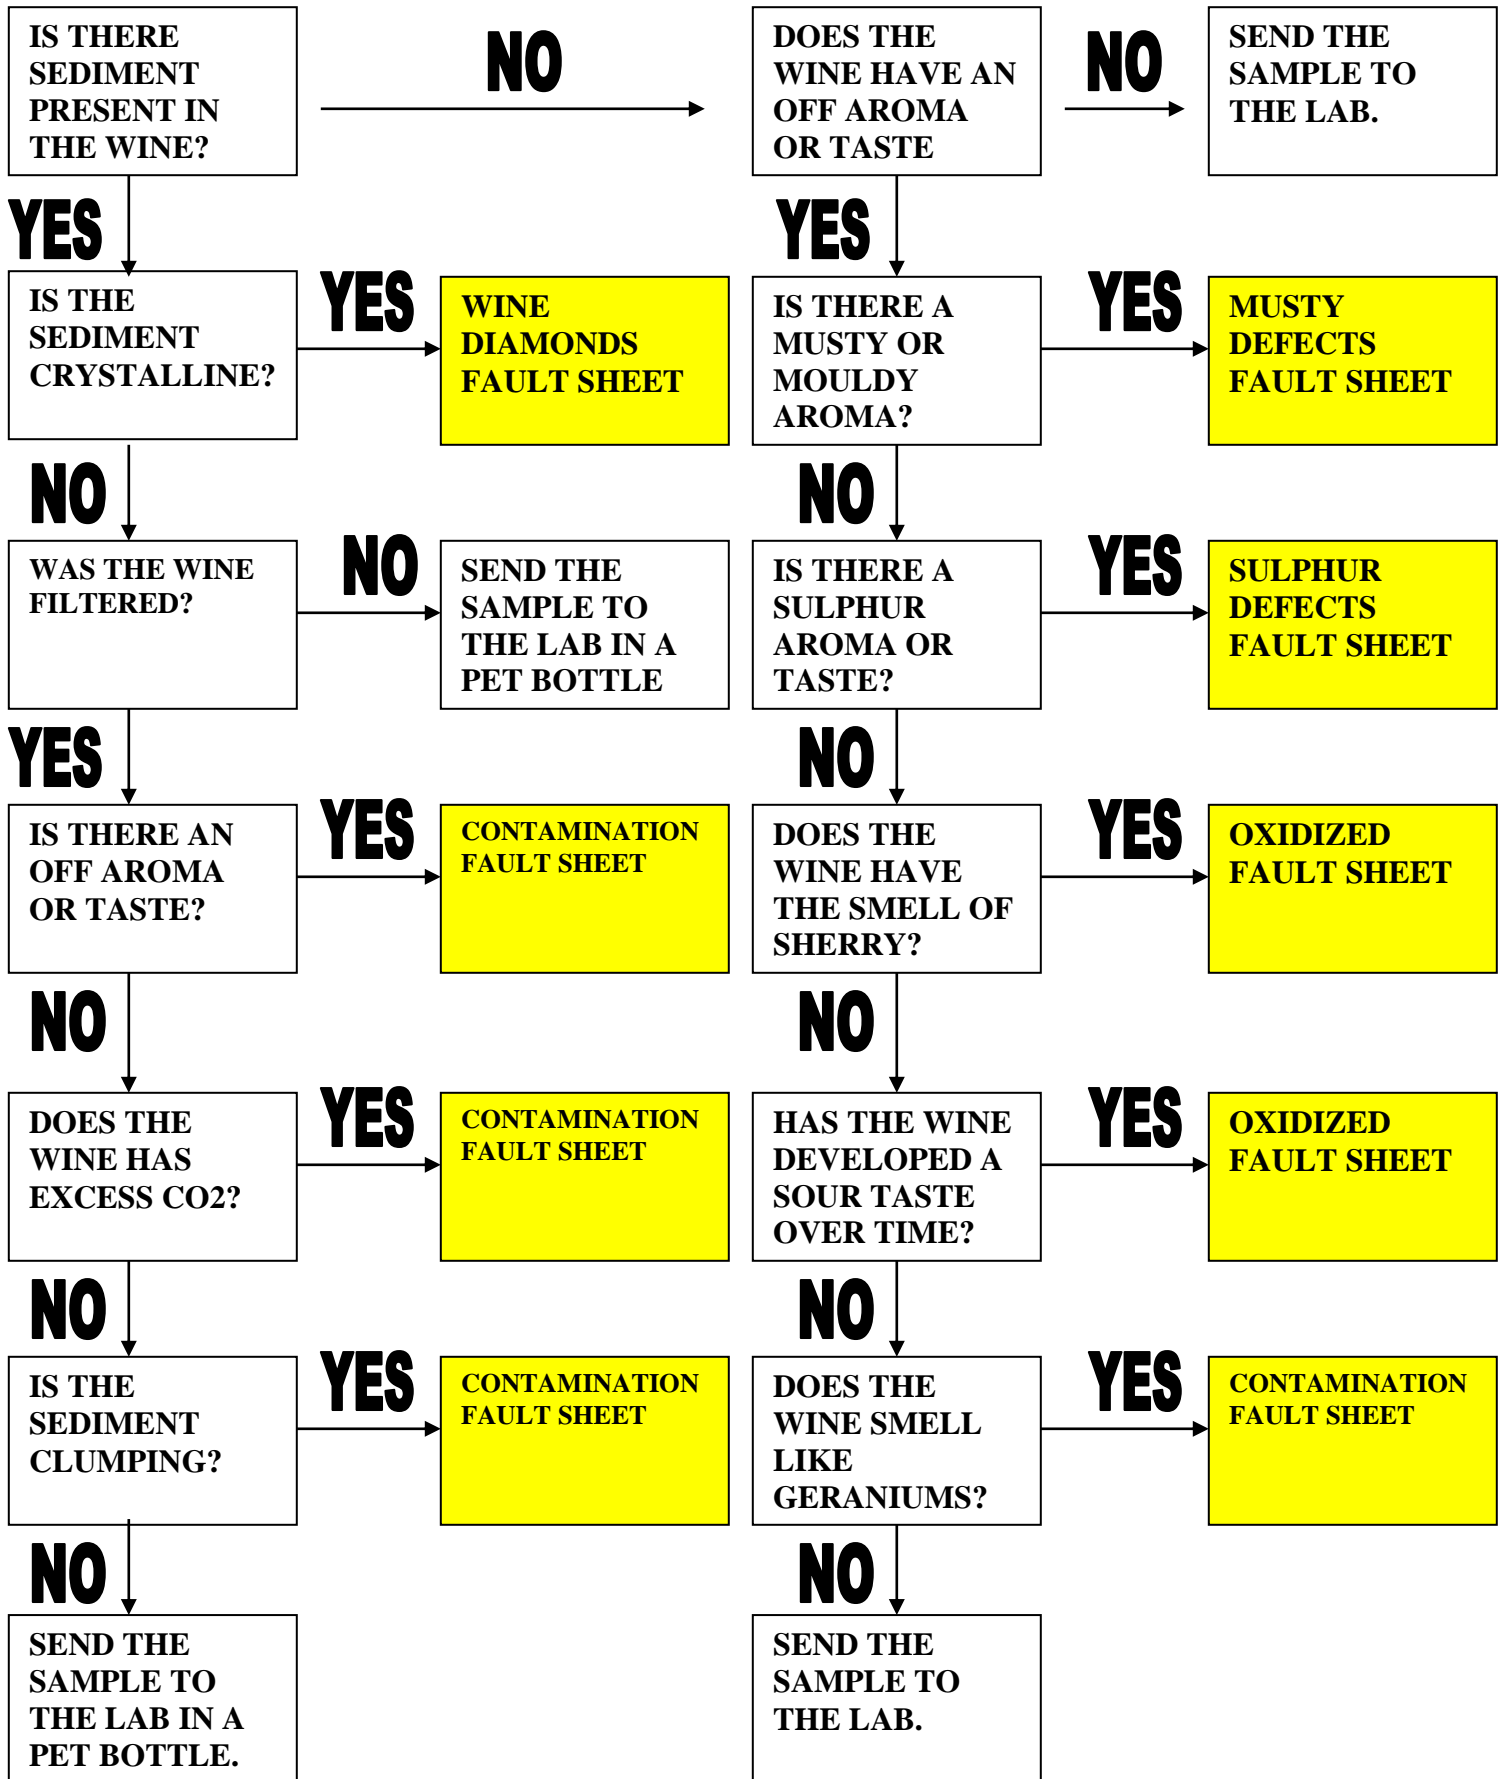 IS THERE
SEDIMENT
PRESENT IN
THE WINE?
NO
DOES THE
WINE HAVE AN
OFF AROMA
OR TASTE
NO
SEND THE
SAMPLE TO
THE LAB.
YES
YES
IS THE
SEDIMENT
CRYSTALLINE?
YES
WINE
DIAMONDS
FAULT SHEET
IS THERE A
MUSTY OR
MOULDY
AROMA?
YES
MUSTY
DEFECTS
FAULT SHEET
NO
NO
WAS THE WINE
FILTERED?
NO
SEND THE
SAMPLE TO
THE LAB IN A
PET BOTTLE
IS THERE A
SULPHUR
AROMA OR
TASTE?
YES
SULPHUR
DEFECTS
FAULT SHEET
YES
NO
IS THERE AN
OFF AROMA
OR TASTE?
YES
CONTAMINATION
FAULT SHEET
DOES THE
WINE HAVE
THE SMELL OF
SHERRY?
YES
OXIDIZED
FAULT SHEET
NO
NO
DOES THE
WINE HAS
EXCESS CO2?
YES
CONTAMINATION
FAULT SHEET
HAS THE WINE
DEVELOPED A
SOUR TASTE
OVER TIME?
YES
OXIDIZED
FAULT SHEET
NO
NO
IS THE
SEDIMENT
CLUMPING?
YES
CONTAMINATION
FAULT SHEET
DOES THE
WINE SMELL
LIKE
GERANIUMS?
YES
CONTAMINATION
FAULT SHEET
NO
NO
SEND THE
SAMPLE TO
THE LAB IN A
PET BOTTLE.
SEND THE
SAMPLE TO
THE LAB.